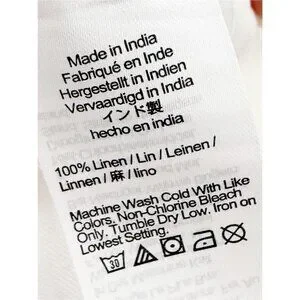 Made in India
Fabriqué en Inde
Hergestellt in Indien
Vervaardigd in India
インド製
hecho en india
100% Linen / Lin / Leinen /
Linnen / 麻 / lino
Machine Wash Cold With Like
Colors. Non-Chlorine Bleach
Only. Tumble Dry Low. Iron on
Lowest Setting.
30